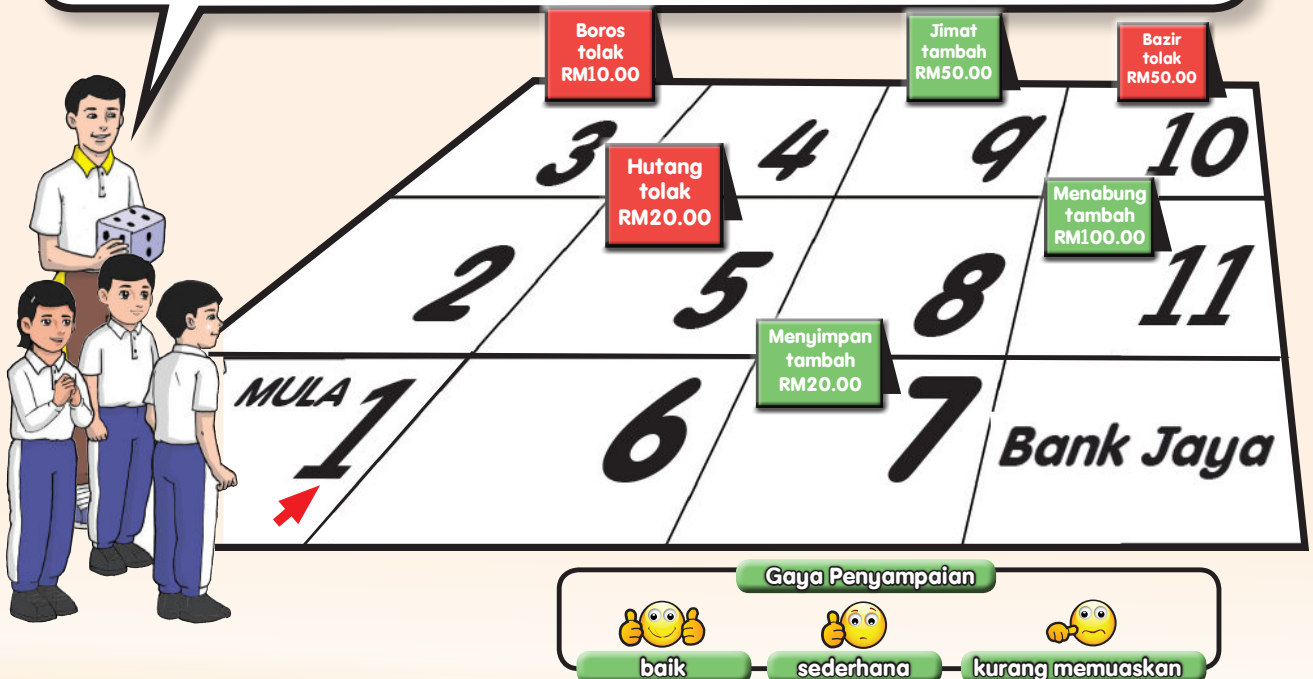 Boros
tolak
RM10.00
Jimat
tambah
RM50.00
Bazir
tolak
RM50.00
3
4
9
10
Hutang
tolak
RM20.00
Menabung
tambah
RM100.00
2
5
8
11
Menyimpan
tambah
RM20.00
MULA
1
6
7
Bank Jaya
Gaya Penyampaian
baik
sederhana
kurang memuaskan